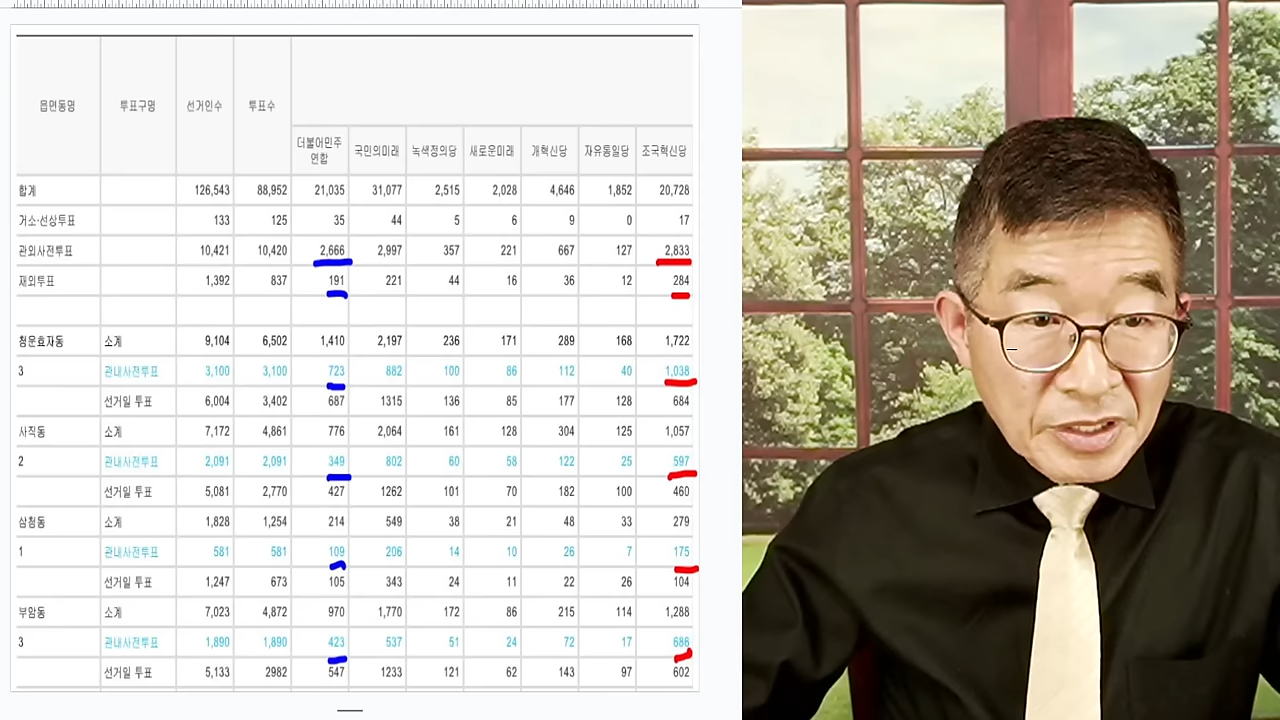 읍면동명 투표구명 선거인수 투표수
더불어민주연합 국민의미래 녹색정의당 새로운미래 개혁신당 자유통일당 조국혁신당
합계 126,543 88,952 21,035 31,077 2,515 2,028 4,646 1,852 20,728
거소·선상투표 133 125 35 44 5 6 9 0 17
관외사전투표 10,421 10,420 2,666 2,997 357 221 667 127 2,833
재외투표 1,392 837 191 221 44 16 36 12 284
청운효자동 소계 9,104 6,502 1,410 2,197 236 171 289 168 1,722
3 관내사전투표 3,100 3,100 723 882 100 86 112 40 1,038
선거일 투표 6,004 3,402 687 1315 136 85 177 128 684
사직동 소계 7,172 4,861 776 2,064 161 128 304 125 1,057
2 관내사전투표 2,091 2,091 349 802 60 58 122 25 597
선거일 투표 5,081 2,770 427 1262 101 70 182 100 460
삼청동 소계 1,828 1,254 214 549 38 21 48 33 279
1 관내사전투표 581 581 109 206 14 10 26 7 175
선거일 투표 1,247 673 105 343 24 11 22 26 104
부암동 소계 7,023 4,872 970 1,770 172 86 215 114 1,288
3 관내사전투표 1,890 1,890 423 537 51 24 72 17 686
선거일 투표 5,133 2982 547 1233 121 62 143 97 602